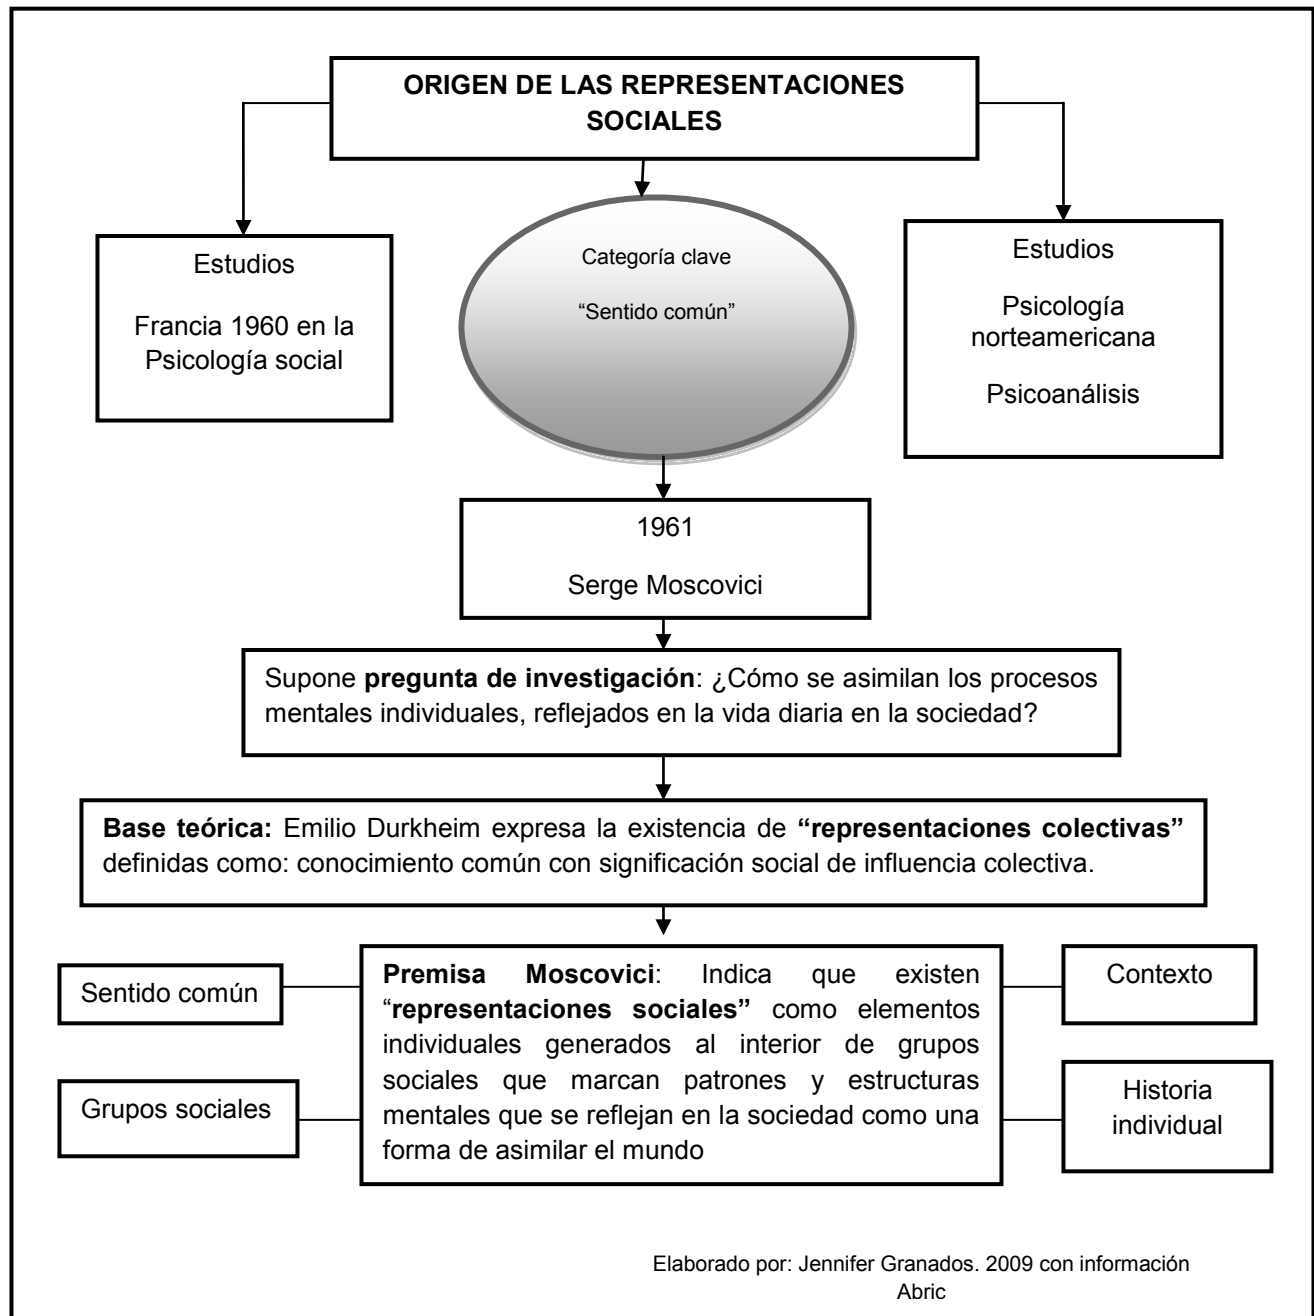 ORIGEN DE LAS REPRESENTACIONES
SOCIALES
Estudios
Francia 1960 en la
Psicología social
Categoría clave
“Sentido común”
Estudios
Psicología
norteamericana
Psicoanálisis
1961
Serge Moscovici
Supone pregunta de investigación: ¿Cómo se asimilan los procesos
mentales individuales, reflejados en la vida diaria en la sociedad?
Base teórica: Emilio Durkheim expresa la existencia de “representaciones colectivas”
definidas como: conocimiento común con significación social de influencia colectiva.
Sentido común
Grupos sociales
Premisa Moscovici: Indica que existen
“representaciones sociales” como elementos
individuales generados al interior de grupos
sociales que marcan patrones y estructuras
mentales que se reflejan en la sociedad como una
forma de asimilar el mundo
Contexto
Historia
individual
Elaborado por: Jennifer Granados. 2009 con información
Abric